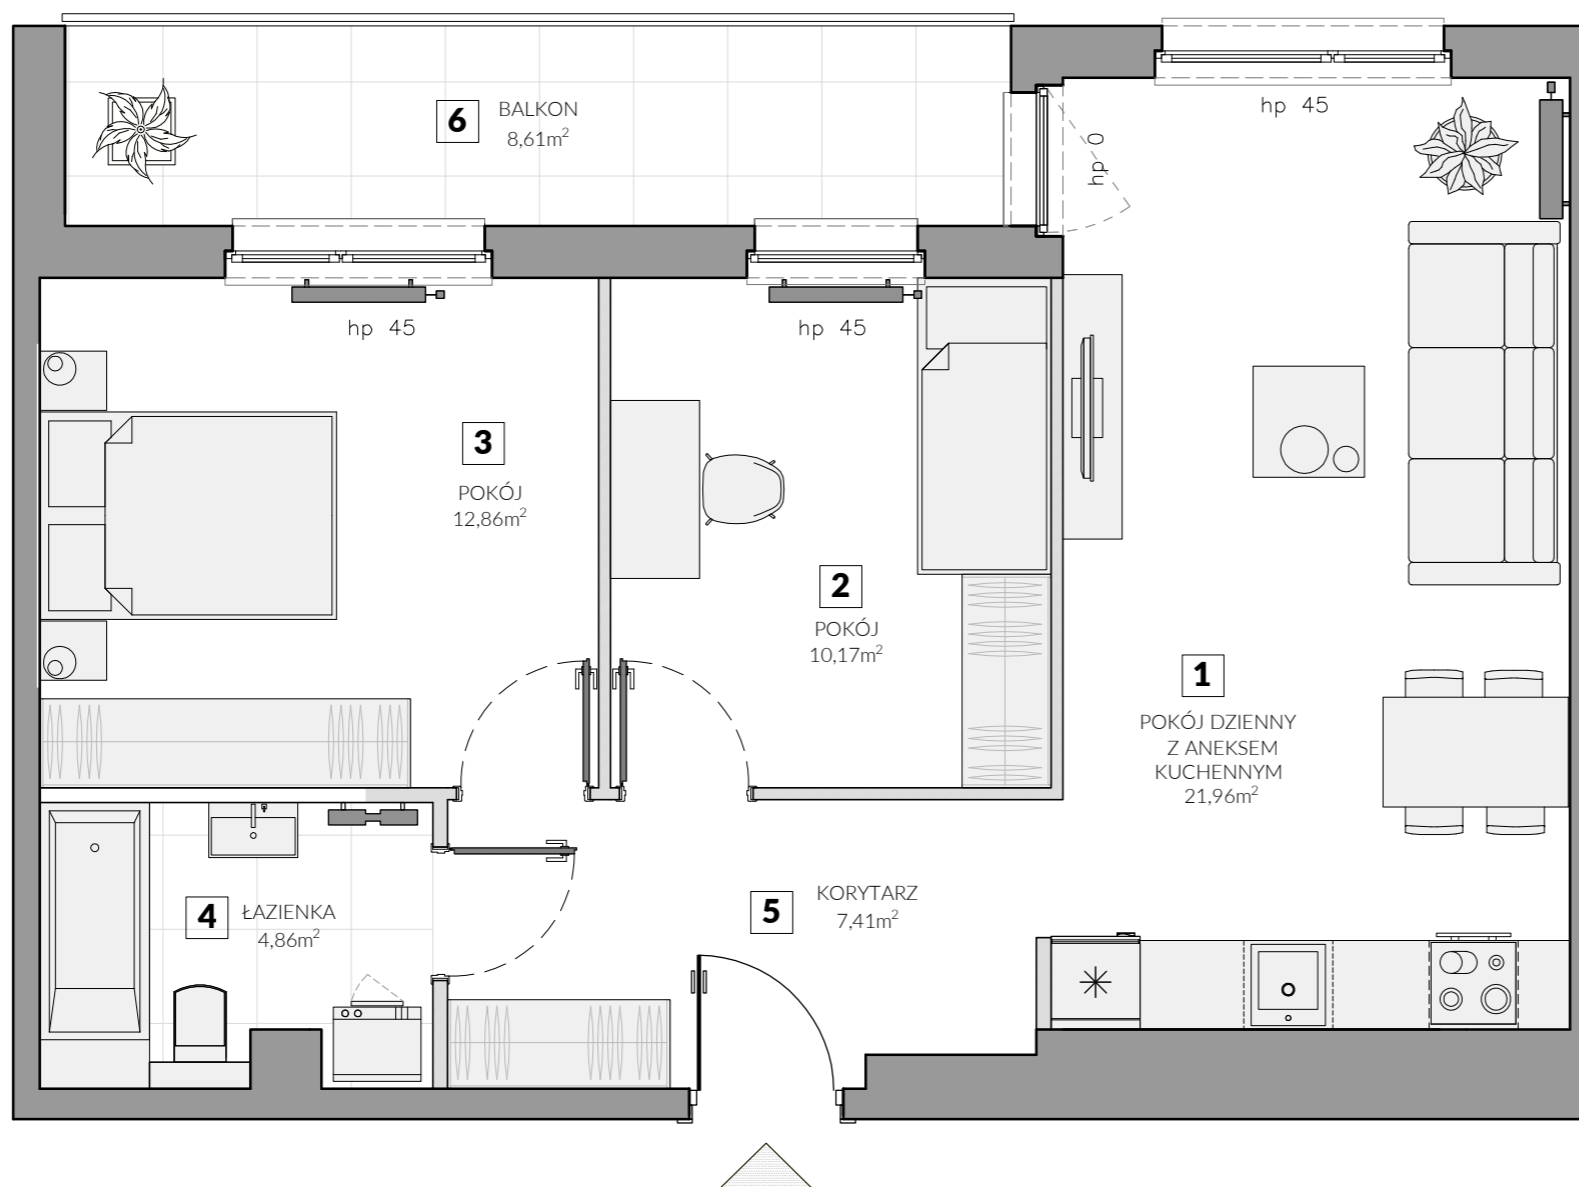 6
BALKON
8,61m²
hp 45
hp 0
hp 45
hp 45
3
POKÓJ
12,86m²
2
POKÓJ
10,17m²
1
POKÓJ DZIENNY
Z ANEKSEM
KUCHENNYM
21,96m²
4
ŁAZIENKA
4,86m²
5
KORYTARZ
7,41m²